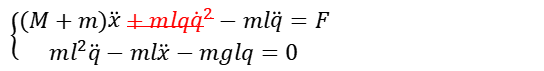 (M + m)ẍ + mlqq̇² − mlq̈ = F
ml²q̈ − mlẍ − mglq = 0